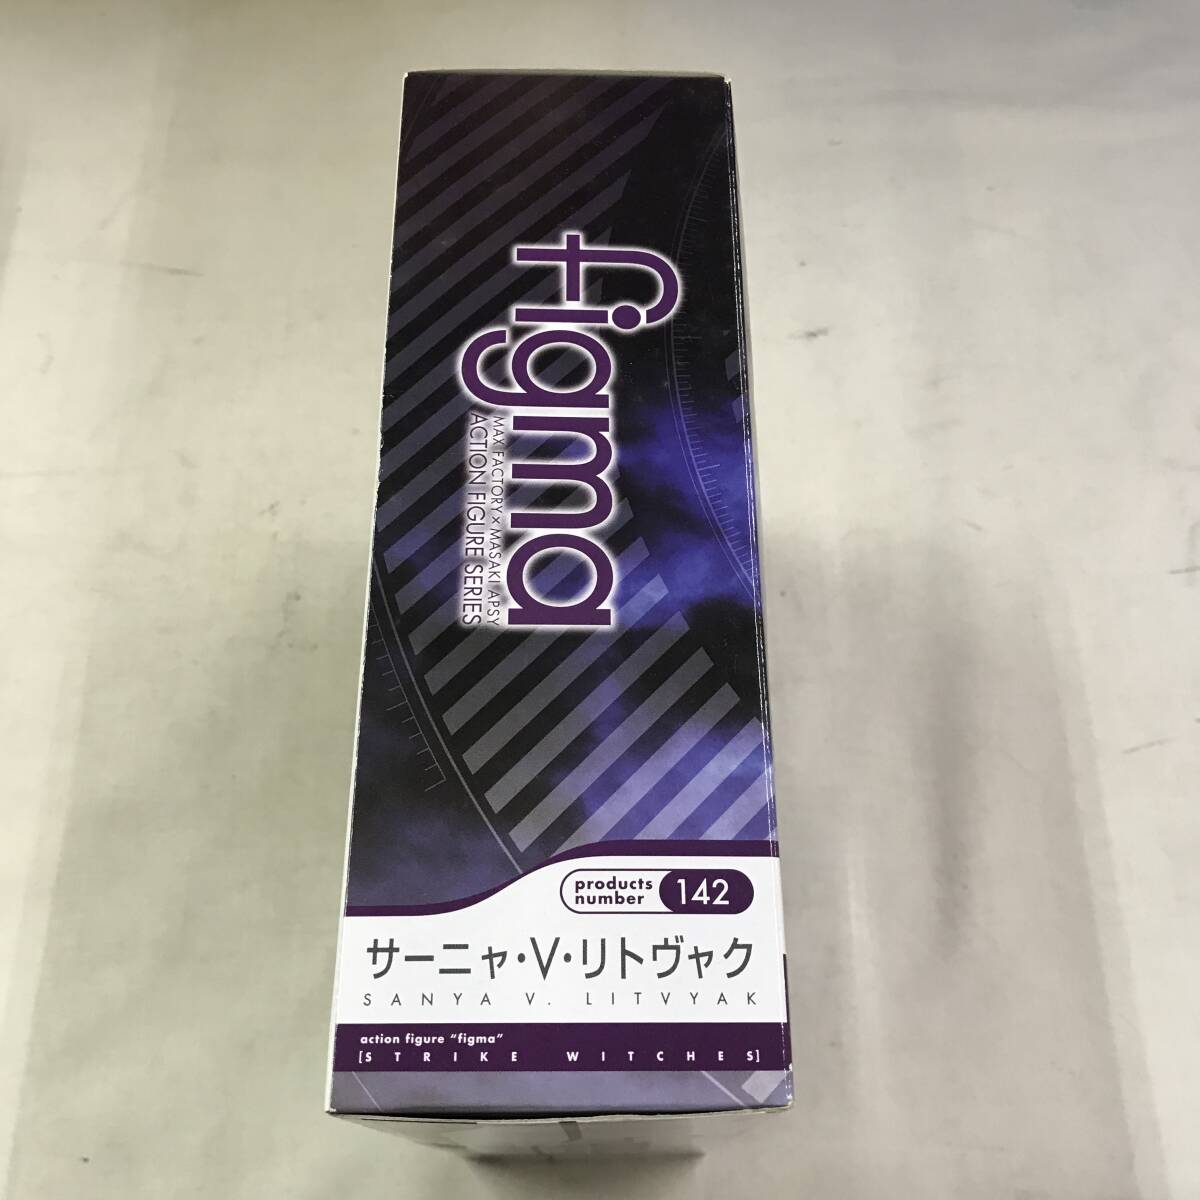 figma
MAX FACTORY×MASAKI APSY
ACTION FIGURE SERIES
products
number
142
サーニャ・V・リトヴャク
SANYA V. LITVYAK
action figure "figma"
[STRIKE WITCHES]